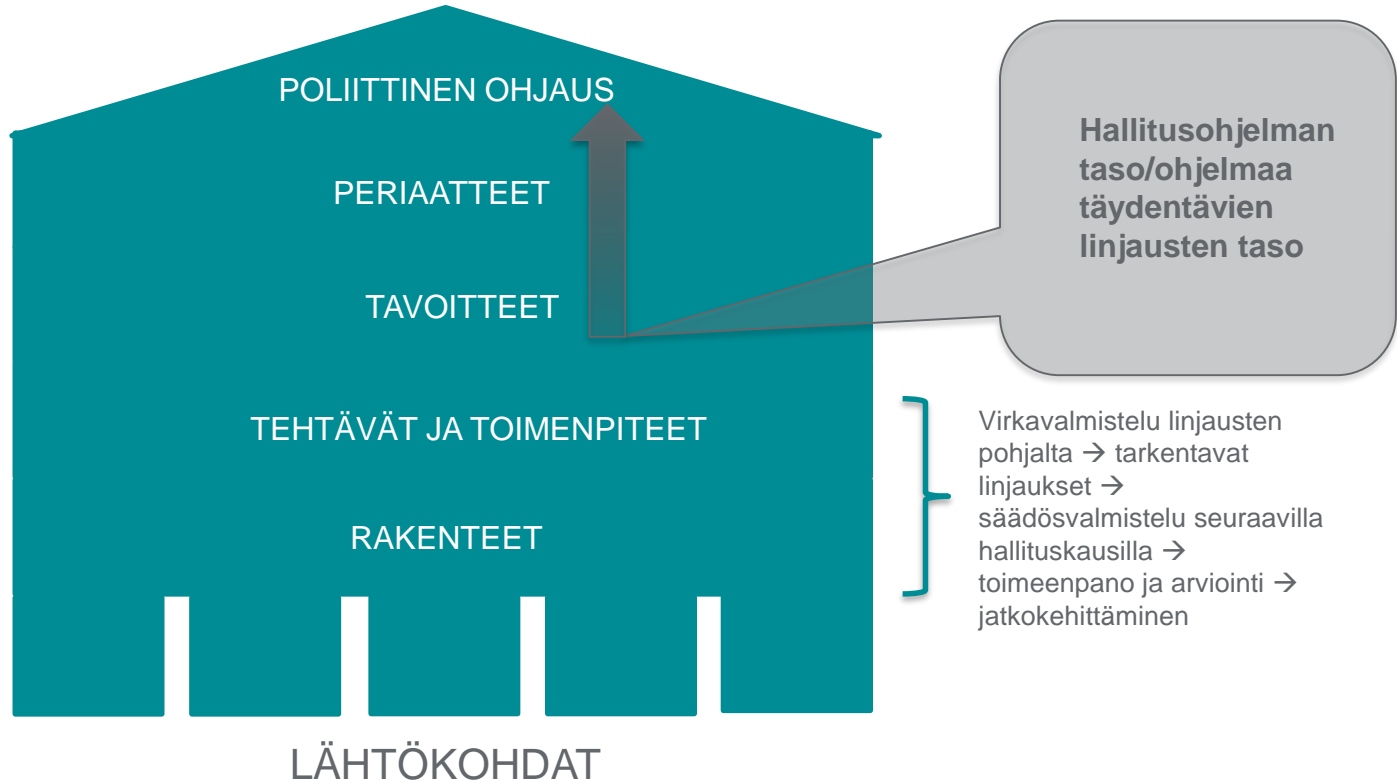 POLIITTINEN OHJAUS
PERIAATTEET
TAVOITTEET
TEHTÄVÄT JA TOIMENPITEET
RAKENTEET
LÄHTÖKOHDAT
Hallitusohjelman
taso/ohjelmaa
täydentävien
linjausten taso
Virkavalmistelu linjausten
pohjalta → tarkentavat
linjaukset →
säädösvalmistelu seuraavilla
hallituskausilla →
toimeenpano ja arviointi →
jatkokehittäminen